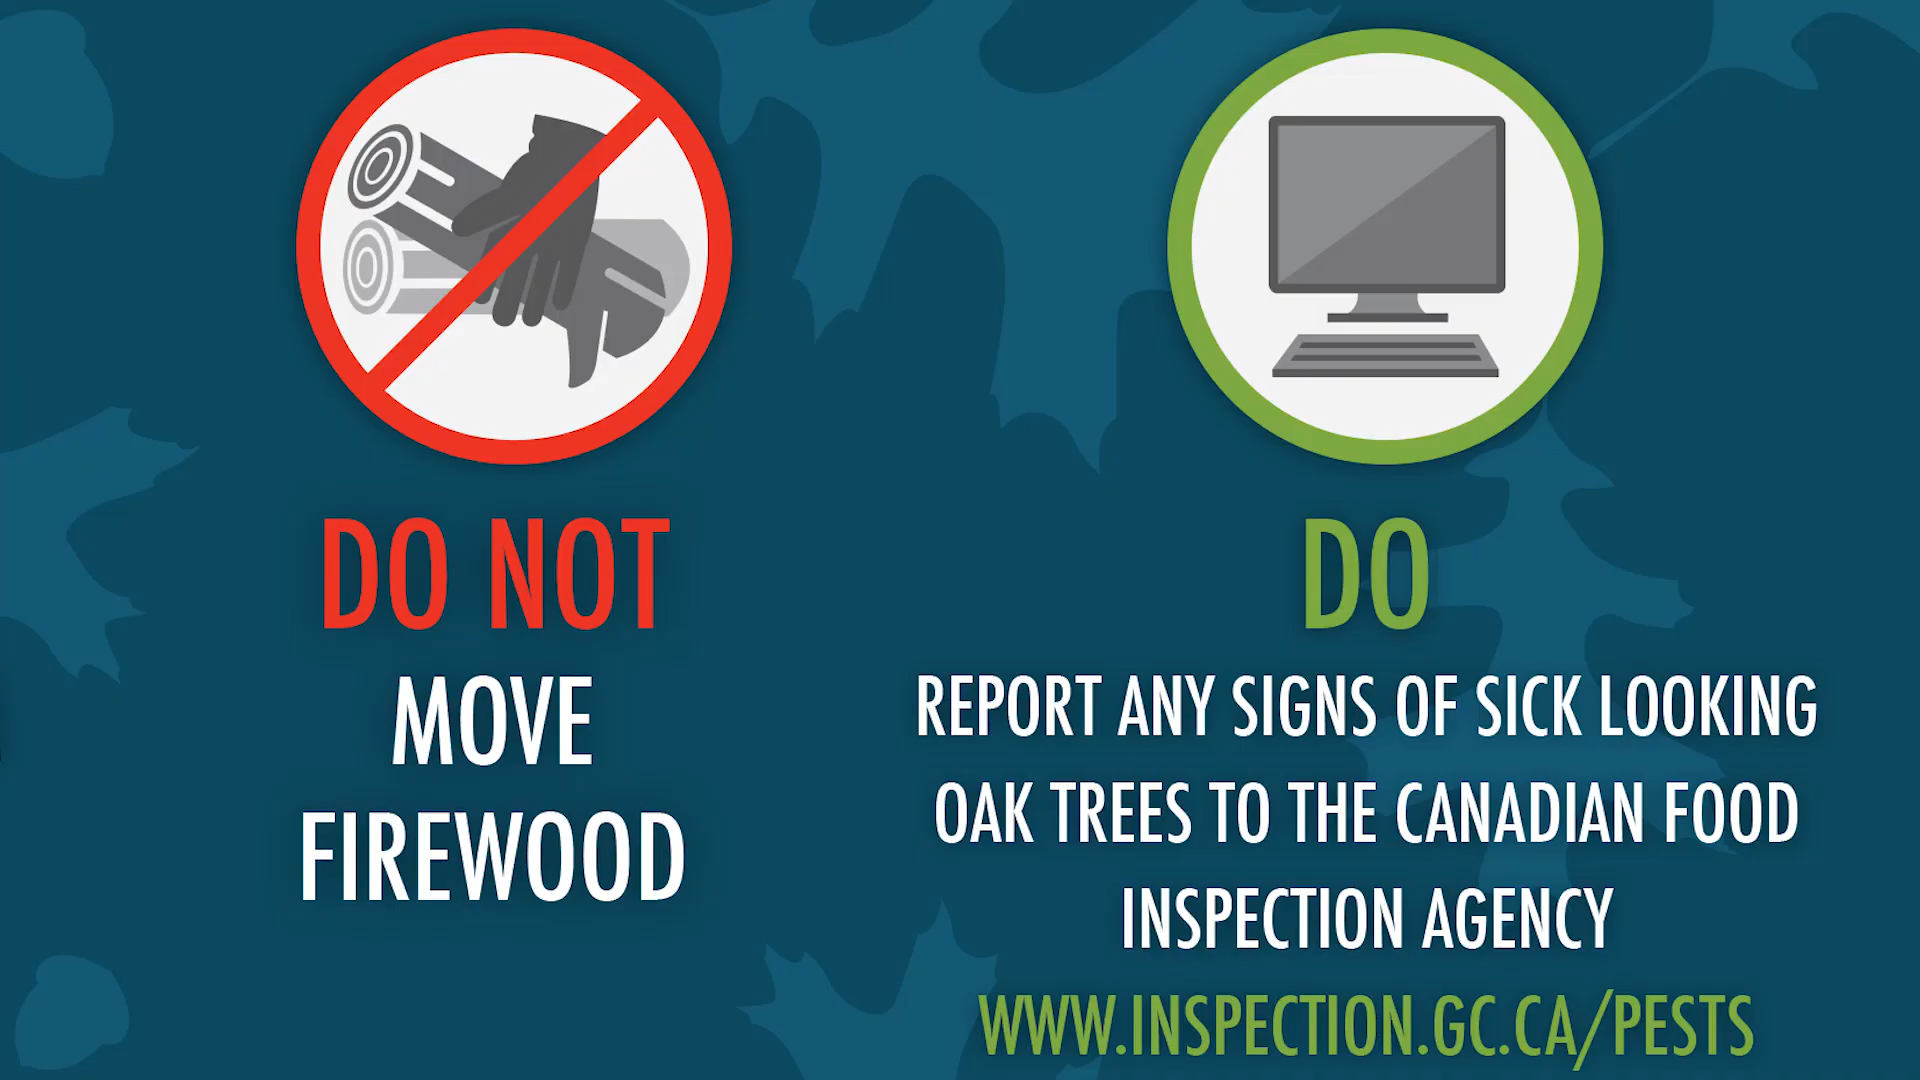 DO NOT
MOVE
FIREWOOD
DO
REPORT ANY SIGNS OF SICK LOOKING
OAK TREES TO THE CANADIAN FOOD
INSPECTION AGENCY
WWW.INSPECTION.GC.CA/PESTS